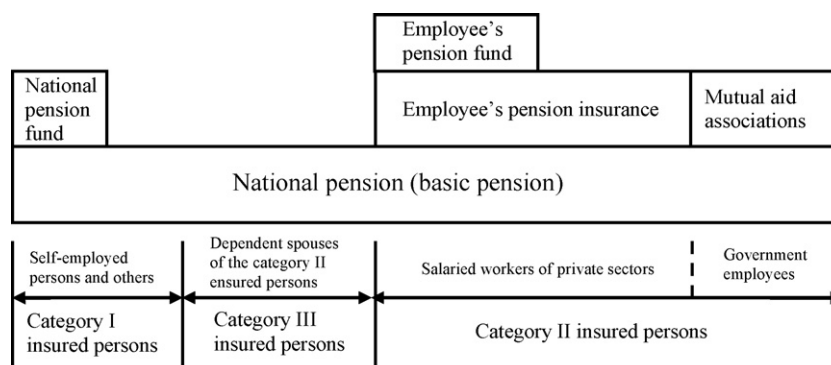 Employee's
pension fund
National
pension
fund
Employee's pension insurance
Mutual aid
associations
National pension (basic pension)
Self-employed
persons and others
Dependent spouses
of the category II
ensured persons
Salaried workers of private sectors
Government
employees
Category I
insured persons
Category III
insured persons
Category II insured persons